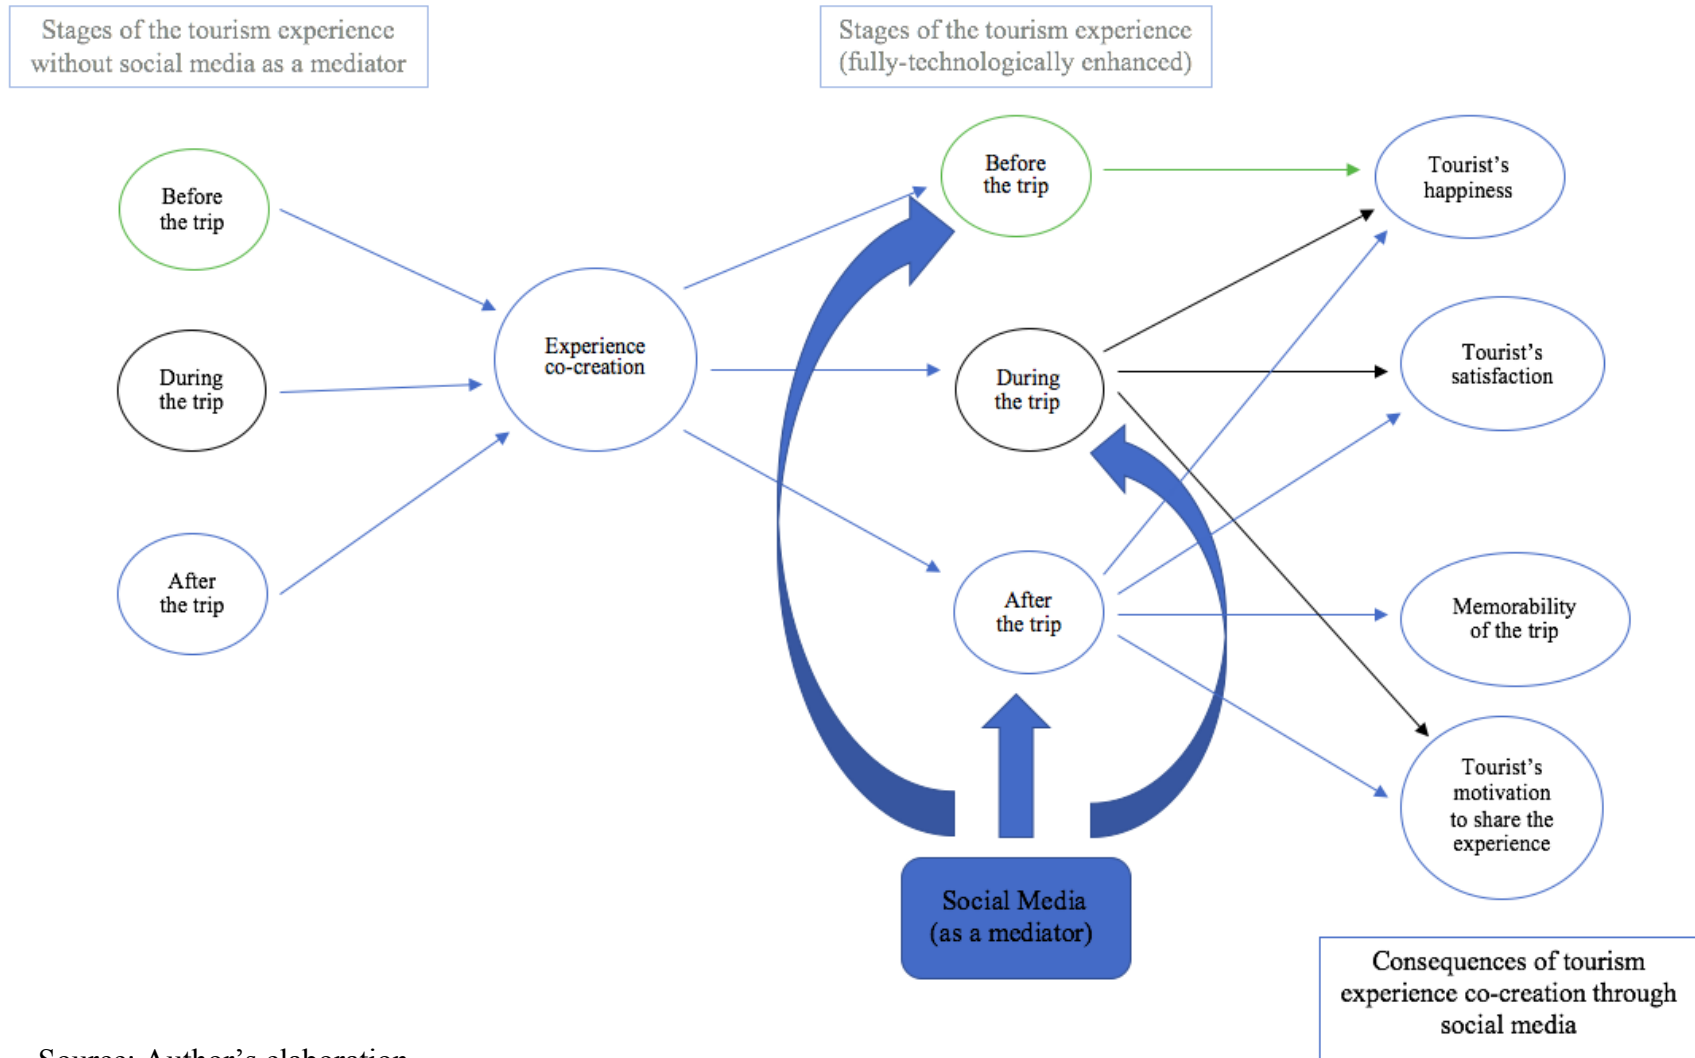 Stages of the tourism experience
without social media as a mediator
Stages of the tourism experience
(fully-technologically enhanced)
Before
the trip
During
the trip
After
the trip
Experience
co-creation
Before
the trip
During
the trip
After
the trip
Tourist's
happiness
Tourist's
satisfaction
Memorability
of the trip
Tourist's
motivation
to share the
experience
Social Media
(as a mediator)
Consequences of tourism
experience co-creation through
social media
Source: Author's elaboration